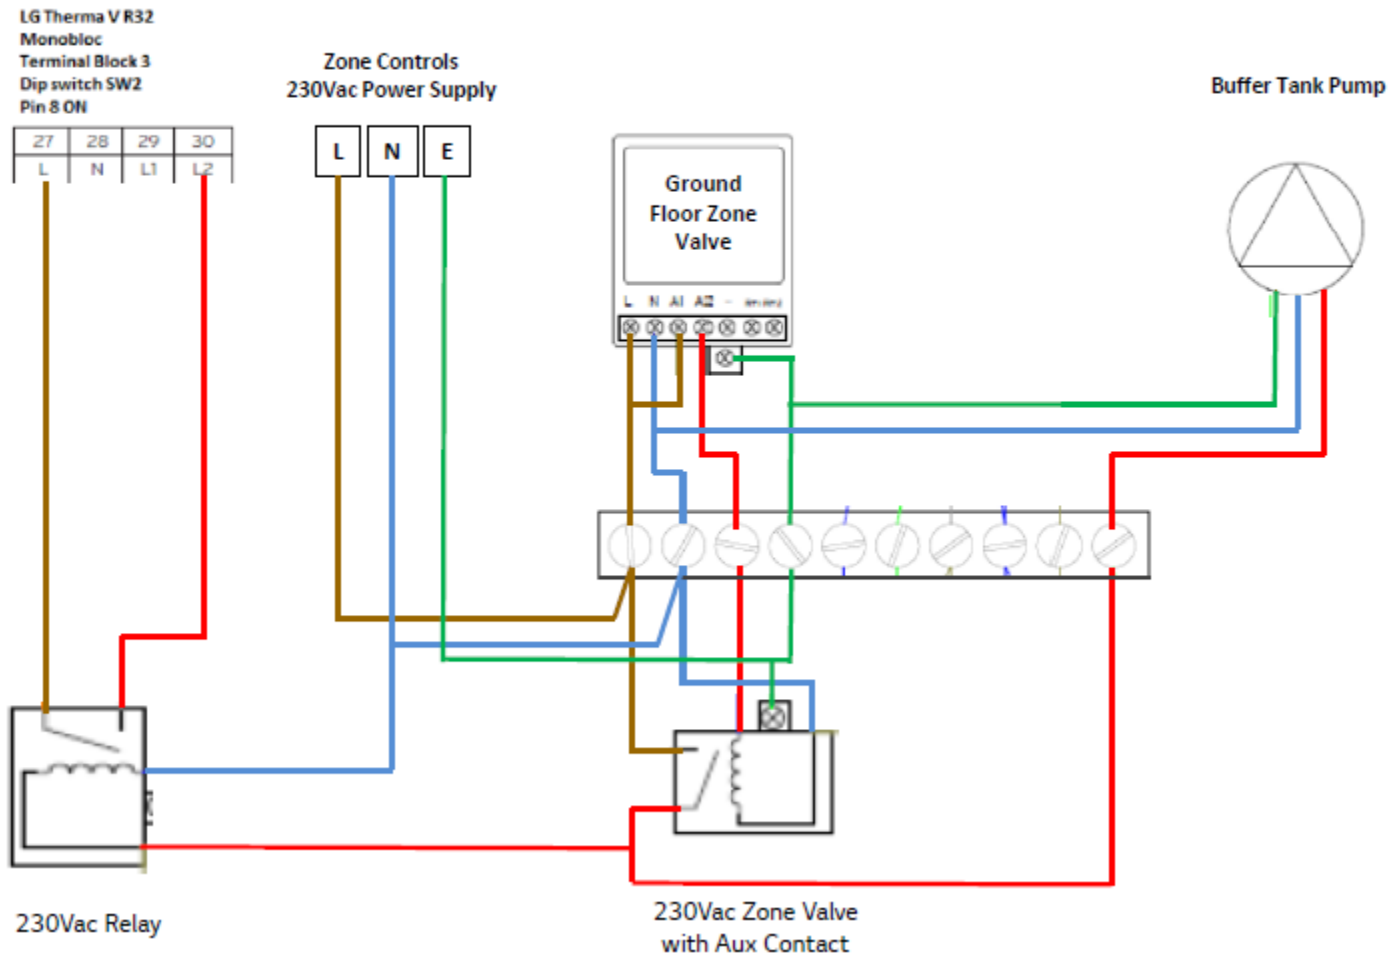 LG Therma V R32
Monobloc
Terminal Block 3
Dip switch SW2
Pin 8 ON
27 28 29 30
L N L1 L2
Zone Controls
230Vac Power Supply
L N E
Ground
Floor Zone
Valve
L N A1 A2 -
Buffer Tank Pump
230Vac Relay
230Vac Zone Valve
with Aux Contact